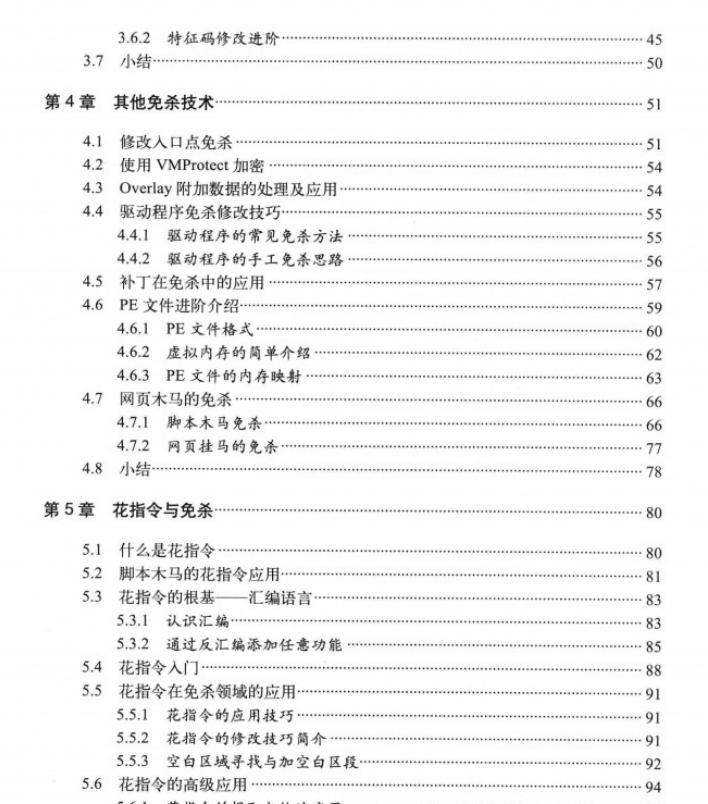 3.6.2 特征码修改进阶 45
3.7 小结 50
第 4 章 其他免杀技术 51
4.1 修改入口点免杀 51
4.2 使用 VMProtect 加密 54
4.3 Overlay 附加数据的处理及应用 54
4.4 驱动程序免杀修改技巧 55
4.4.1 驱动程序的常见免杀方法 55
4.4.2 驱动程序的手工免杀思路 56
4.5 补丁在免杀中的应用 57
4.6 PE 文件进阶介绍 59
4.6.1 PE 文件格式 60
4.6.2 虚拟内存的简单介绍 62
4.6.3 PE 文件的内存映射 63
4.7 网页木马的免杀 66
4.7.1 脚本木马免杀 66
4.7.2 网页挂马的免杀 77
4.8 小结 78
第 5 章 花指令与免杀 80
5.1 什么是花指令 80
5.2 脚本木马的花指令应用 81
5.3 花指令的根基——汇编语言 83
5.3.1 认识汇编 83
5.3.2 通过反汇编添加任意功能 85
5.4 花指令入门 88
5.5 花指令在免杀领域的应用 91
5.5.1 花指令的应用技巧 91
5.5.2 花指令的修改技巧简介 91
5.5.3 空白区域寻找与加空白区段 92
5.6 花指令的高级应用 94